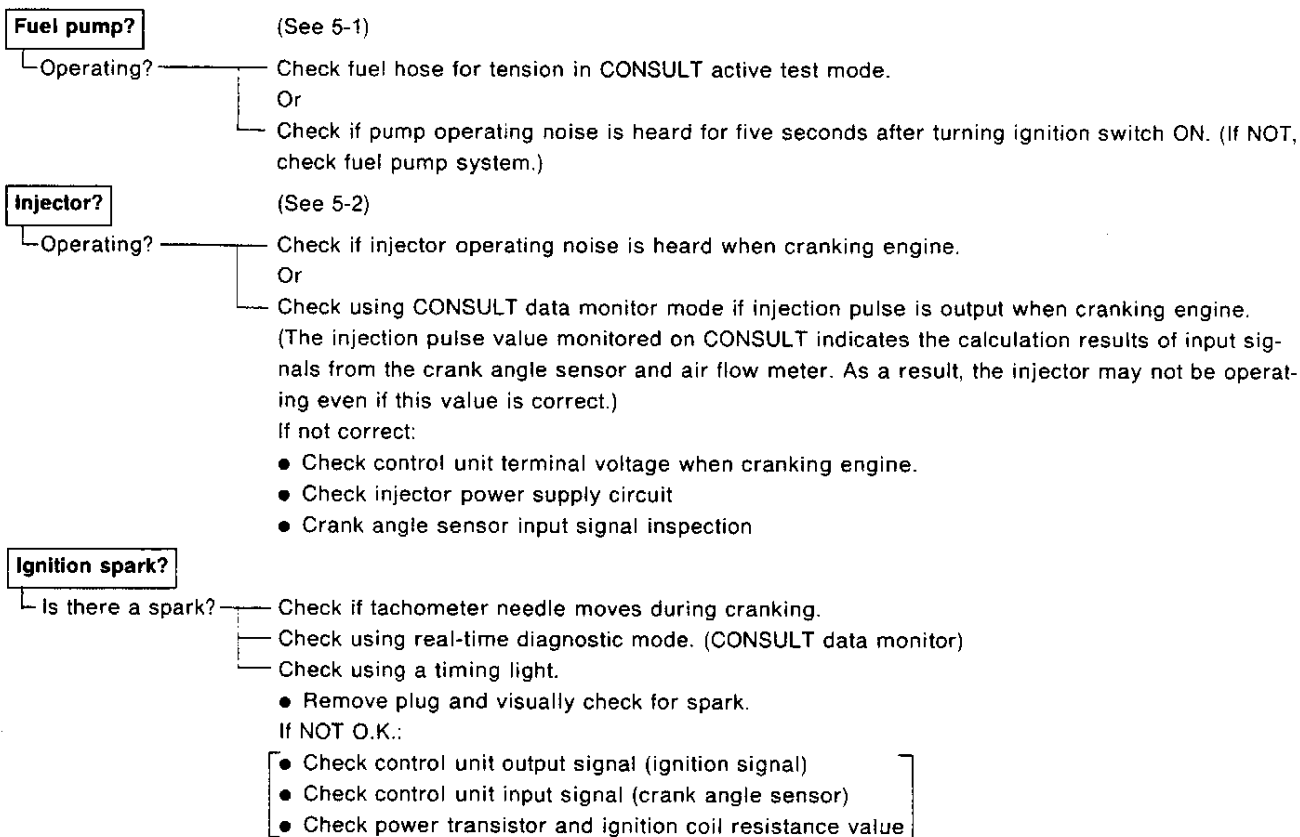 Fuel pump? (See 5-1)
Operating? Check fuel hose for tension in CONSULT active test mode.
Or
Check if pump operating noise is heard for five seconds after turning ignition switch ON. (If NOT,
check fuel pump system.)
Injector? (See 5-2)
Operating? Check if injector operating noise is heard when cranking engine.
Or
Check using CONSULT data monitor mode if injection pulse is output when cranking engine.
(The injection pulse value monitored on CONSULT indicates the calculation results of input sig-
nals from the crank angle sensor and air flow meter. As a result, the injector may not be operat-
ing even if this value is correct.)
If not correct:
● Check control unit terminal voltage when cranking engine.
● Check injector power supply circuit
● Crank angle sensor input signal inspection
Ignition spark?
Is there a spark? Check if tachometer needle moves during cranking.
Check using real-time diagnostic mode. (CONSULT data monitor)
Check using a timing light.
● Remove plug and visually check for spark.
If NOT O.K.:
● Check control unit output signal (ignition signal)
● Check control unit input signal (crank angle sensor)
● Check power transistor and ignition coil resistance value